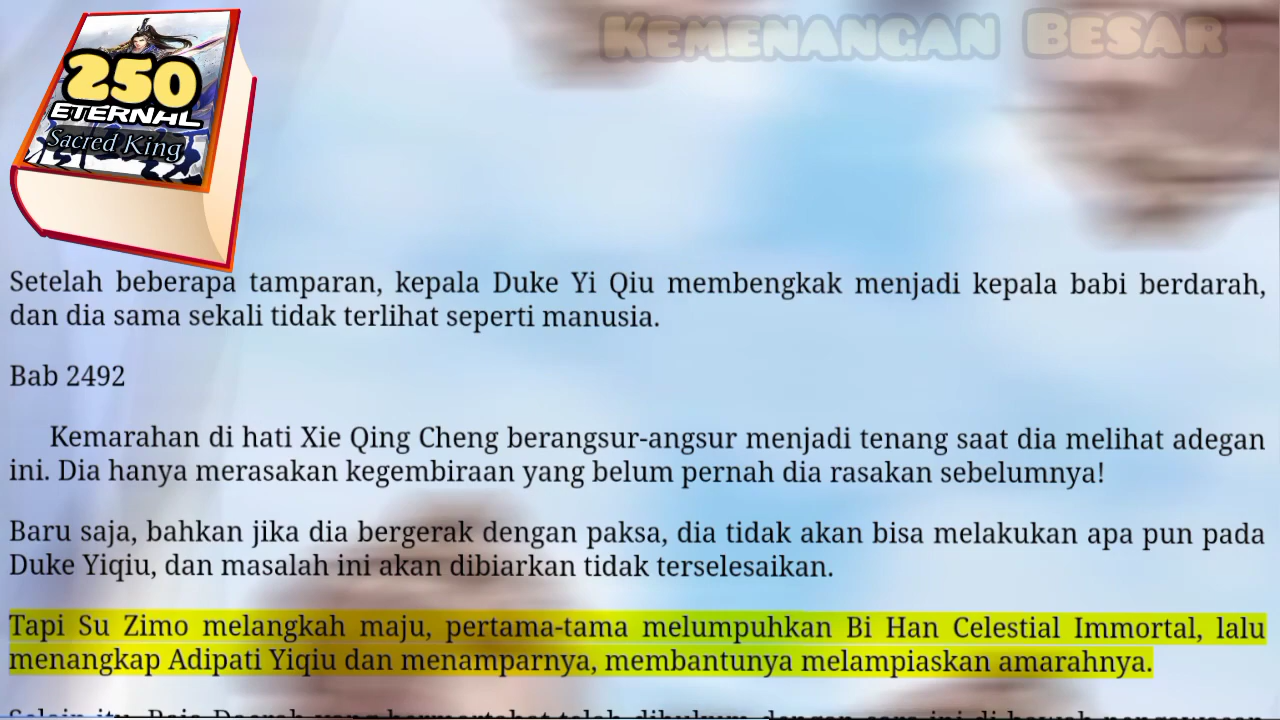 Kemenangan Besar
250
ETERNAL
Sacred King
Setelah beberapa tamparan, kepala Duke Yi Qiu membengkak menjadi kepala babi berdarah,
dan dia sama sekali tidak terlihat seperti manusia.
Bab 2492
Kemarahan di hati Xie Qing Cheng berangsur-angsur menjadi tenang saat dia melihat adegan
ini. Dia hanya merasakan kegembiraan yang belum pernah dia rasakan sebelumnya!
Baru saja, bahkan jika dia bergerak dengan paksa, dia tidak akan bisa melakukan apa pun pada
Duke Yiqiu, dan masalah ini akan dibiarkan tidak terselesaikan.
Tapi Su Zimo melangkah maju, pertama-tama melumpuhkan Bi Han Celestial Immortal, lalu
menangkap Adipati Yiqiu dan menamparnya, membantunya melampiaskan amarahnya.